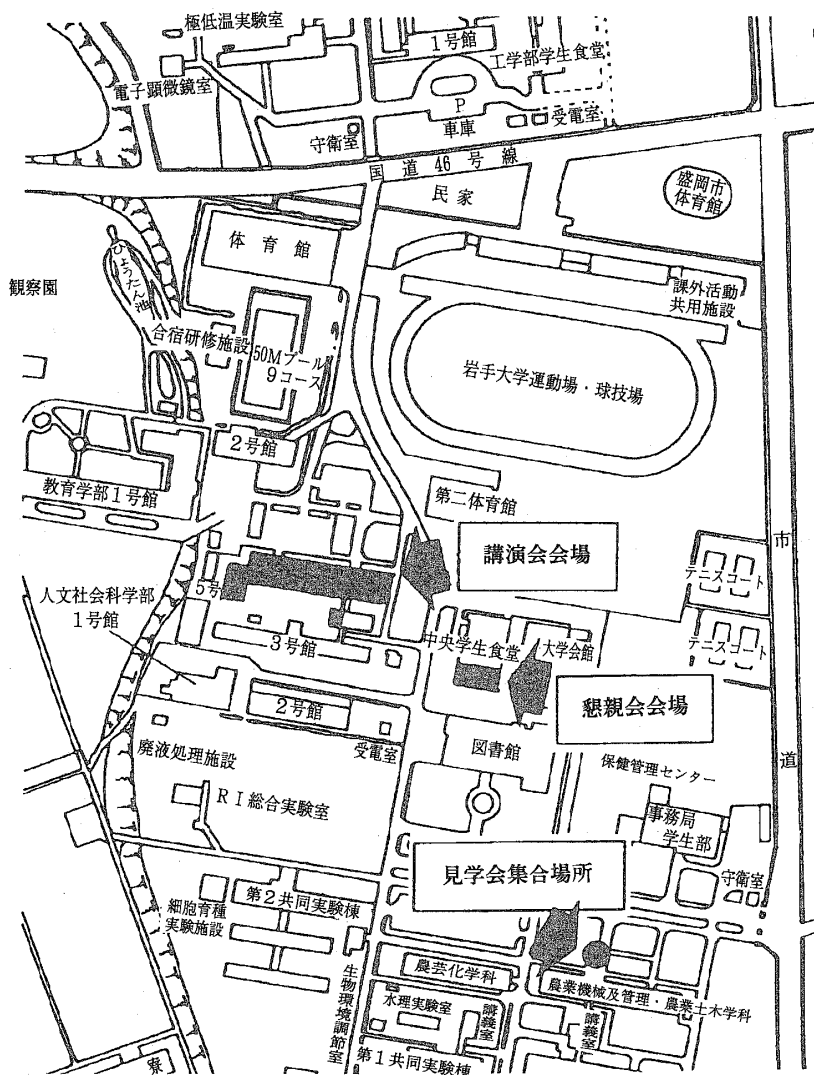 極低温実験室
1号館
工学部学生食堂
電子顕微鏡室
P
車庫
受電室
守衛室
国道46号線
民家
盛岡市
体育館
体育館
ひょうたん池
観察園
課外活動
共用施設
合宿研修施設
50Mプール
9コース
岩手大学運動場・球技場
2号館
教育学部1号館
第二体育館
講演会会場
市
テニスコート
5号
人文社会科学部
1号館
3号館
中央学生食堂
大学会館
テニスコート
2号館
懇親会会場
受電室
図書館
道
廃液処理施設
保健管理センター
RI総合実験室
事務局
学生部
見学会集合場所
守衛室
第2共同実験棟
細胞育種
実験施設
農芸化学科
農業機械及管理・農業土木学科
生物環境調節室
水理実験室
講義室
講義室
第1共同実験棟
寮